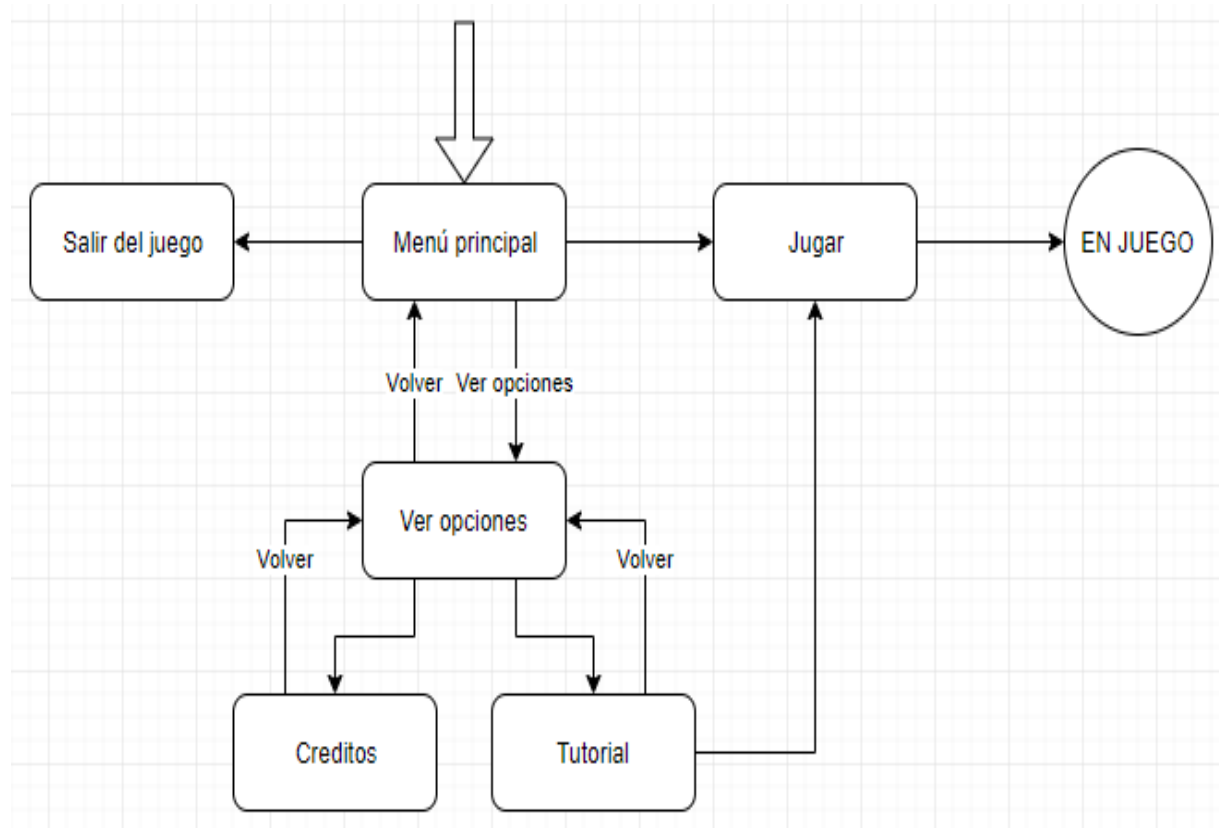 Salir del juego
Menú principal
Jugar
EN JUEGO
Volver
Ver opciones
Ver opciones
Volver
Volver
Creditos
Tutorial